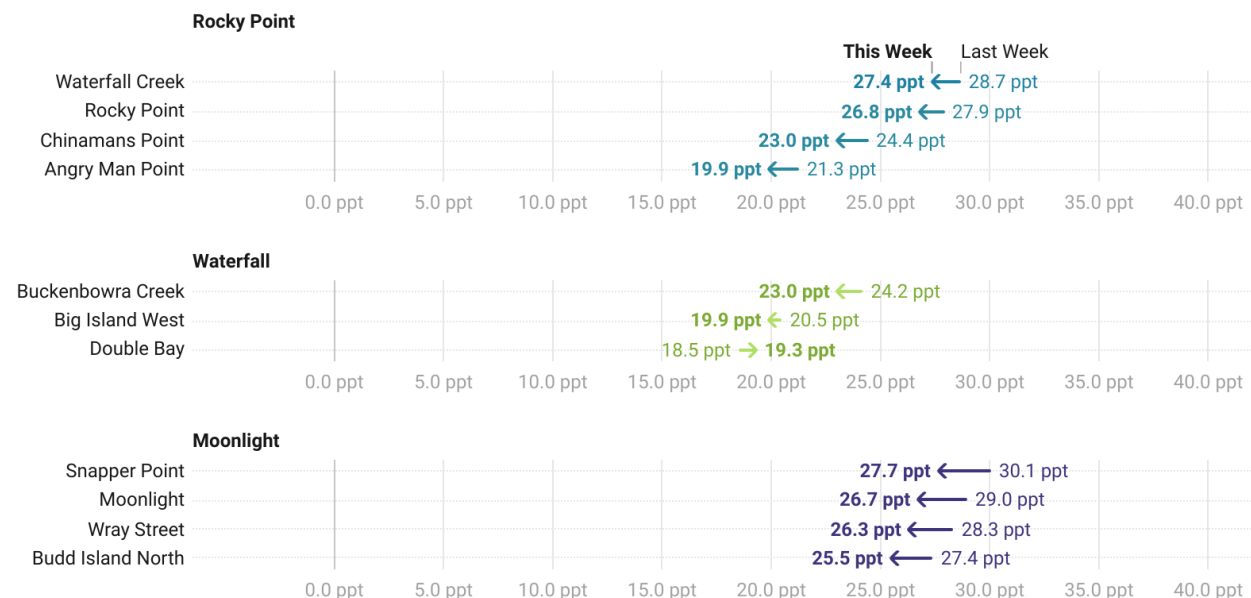 Rocky Point
This Week Last Week
Waterfall Creek 27.4 ppt 28.7 ppt
Rocky Point 26.8 ppt 27.9 ppt
Chinamans Point 23.0 ppt 24.4 ppt
Angry Man Point 19.9 ppt 21.3 ppt
0.0 ppt 5.0 ppt 10.0 ppt 15.0 ppt 20.0 ppt 25.0 ppt 30.0 ppt 35.0 ppt 40.0 ppt
Waterfall
Buckenbowra Creek 23.0 ppt 24.2 ppt
Big Island West 19.9 ppt 20.5 ppt
Double Bay 18.5 ppt 19.3 ppt
0.0 ppt 5.0 ppt 10.0 ppt 15.0 ppt 20.0 ppt 25.0 ppt 30.0 ppt 35.0 ppt 40.0 ppt
Moonlight
Snapper Point 27.7 ppt 30.1 ppt
Moonlight 26.7 ppt 29.0 ppt
Wray Street 26.3 ppt 28.3 ppt
Budd Island North 25.5 ppt 27.4 ppt
0.0 ppt 5.0 ppt 10.0 ppt 15.0 ppt 20.0 ppt 25.0 ppt 30.0 ppt 35.0 ppt 40.0 ppt